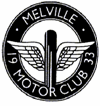 · MELVILLE ·
19 33
MOTOR CLUB